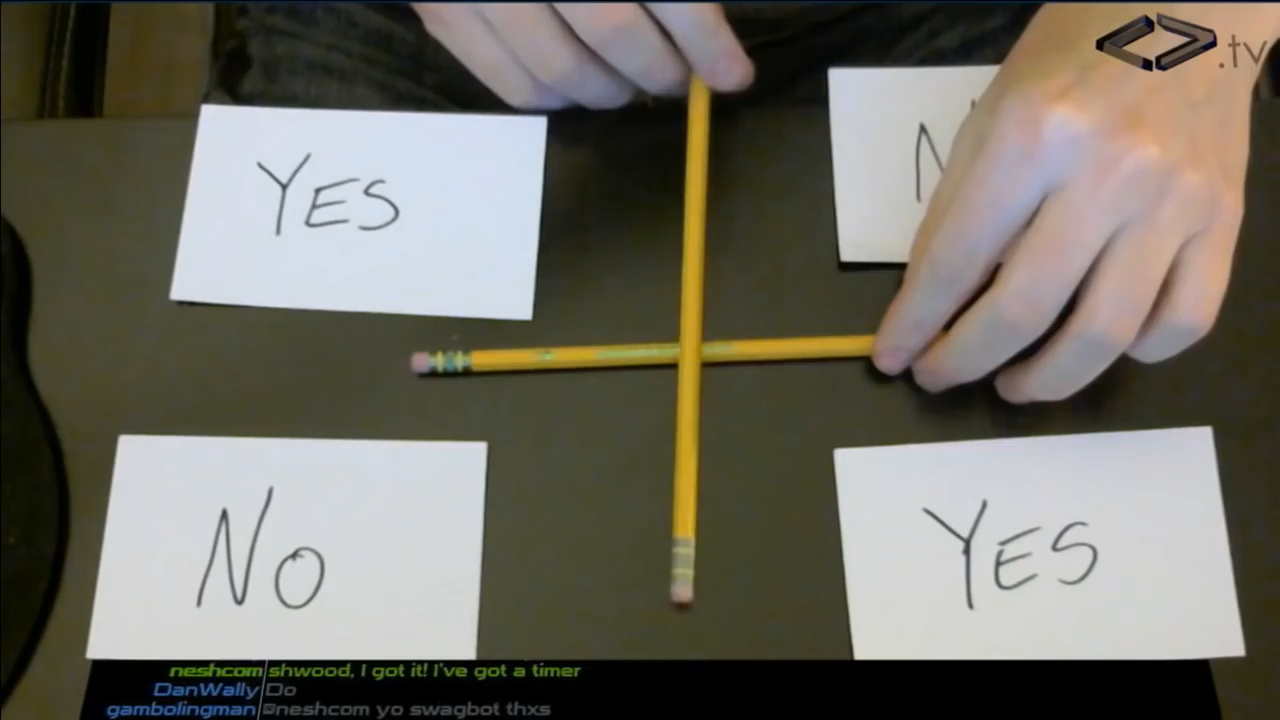 .tv
YES
NO
YES
neshcom shwood, I got it! I've got a timer
DanWally Do
gambolingman @neshcom yo swagbot thxs